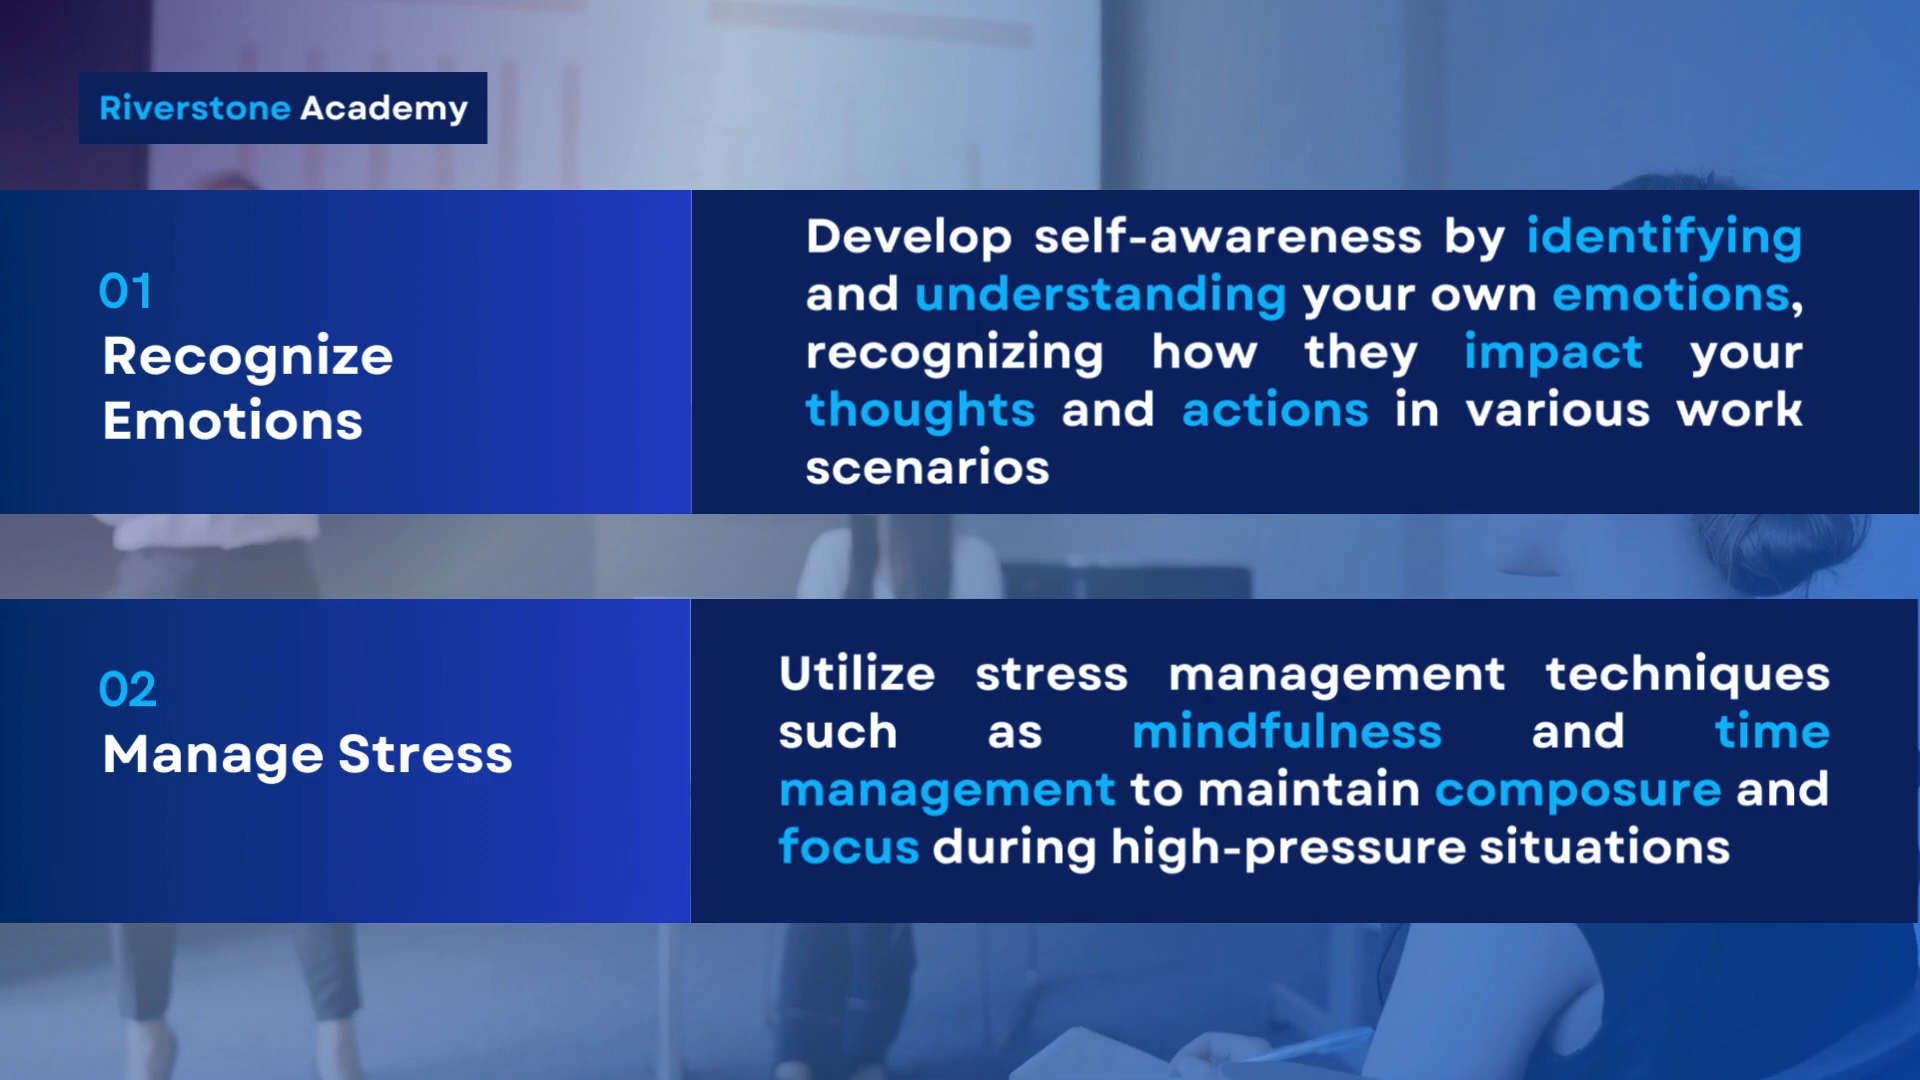 Riverstone Academy
01
Recognize
Emotions
Develop self-awareness by identifying
and understanding your own emotions,
recognizing how they impact your
thoughts and actions in various work
scenarios
02
Manage Stress
Utilize stress management techniques
such as mindfulness and time
management to maintain composure and
focus during high-pressure situations